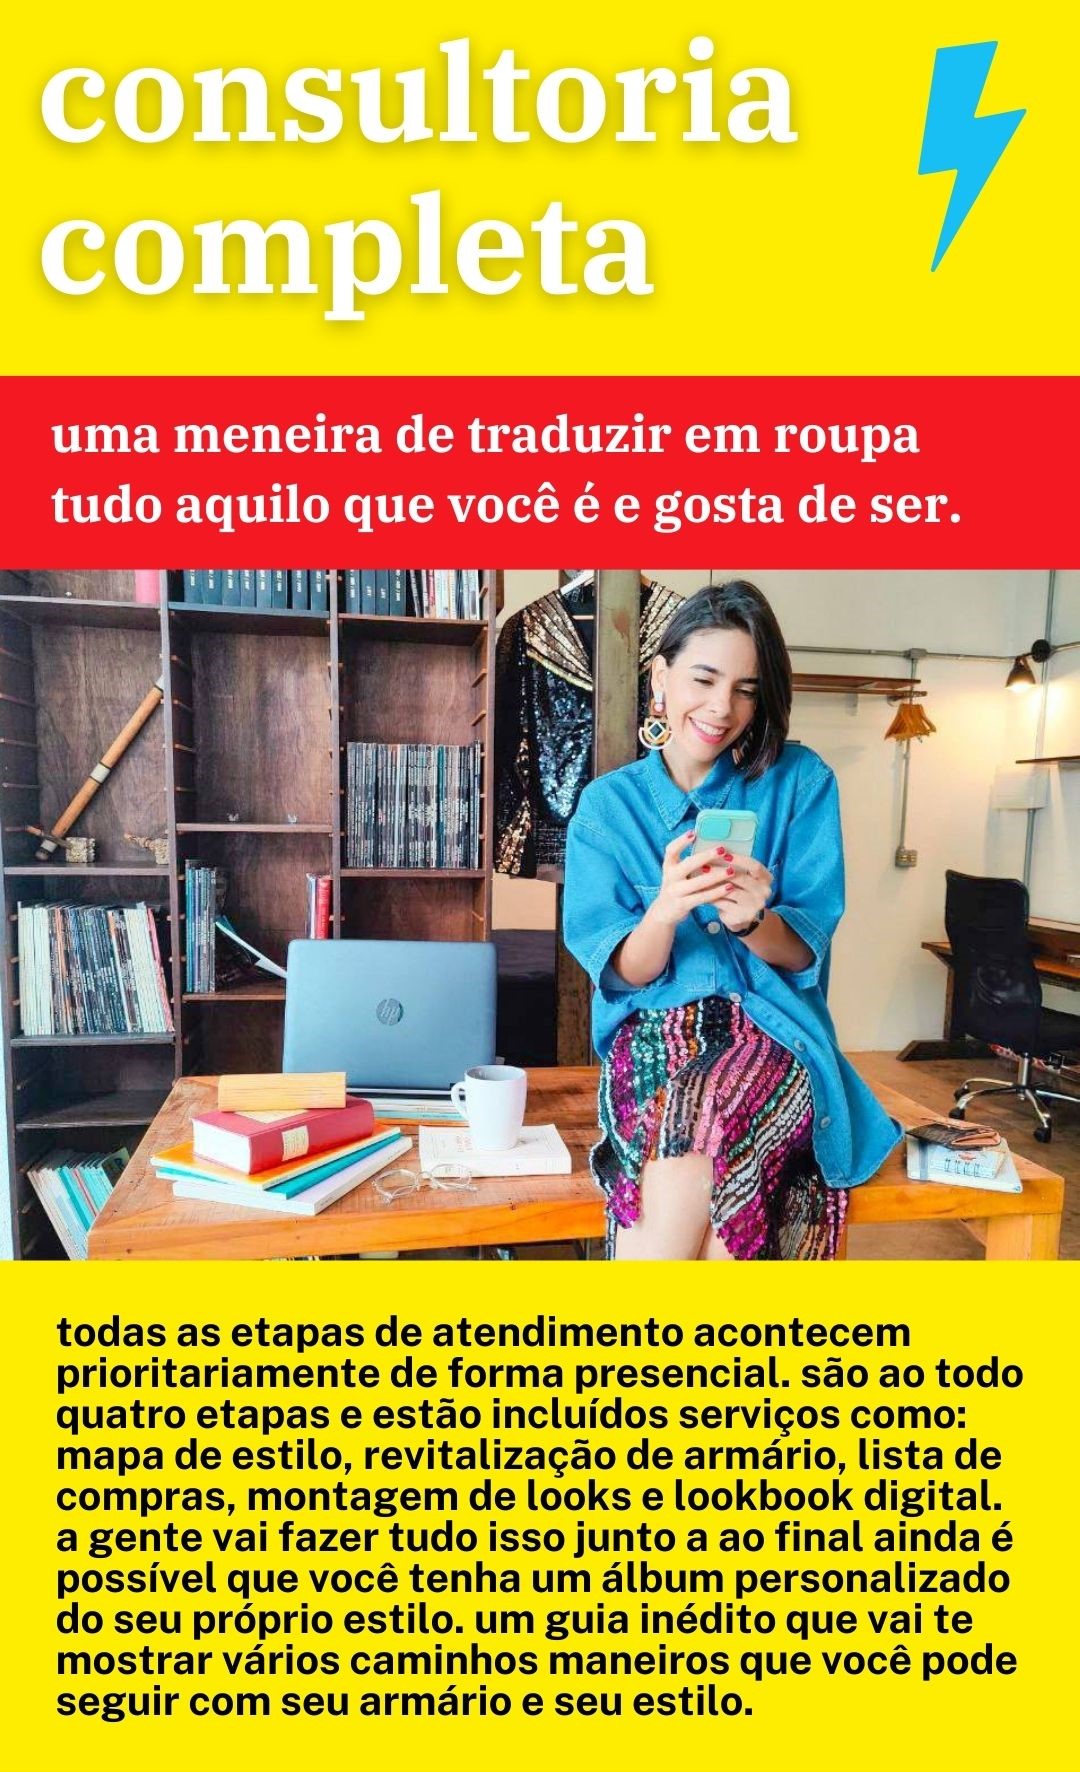 consultoria
completa
uma meneira de traduzir em roupa
tudo aquilo que você é e gosta de ser.
hp
todas as etapas de atendimento acontecem
prioritariamente de forma presencial. são ao todo
quatro etapas e estão incluídos serviços como:
mapa de estilo, revitalização de armário, lista de
compras, montagem de looks e lookbook digital.
a gente vai fazer tudo isso junto a ao final ainda é
possível que você tenha um álbum personalizado
do seu próprio estilo. um guia inédito que vai te
mostrar vários caminhos maneiros que você pode
seguir com seu armário e seu estilo.